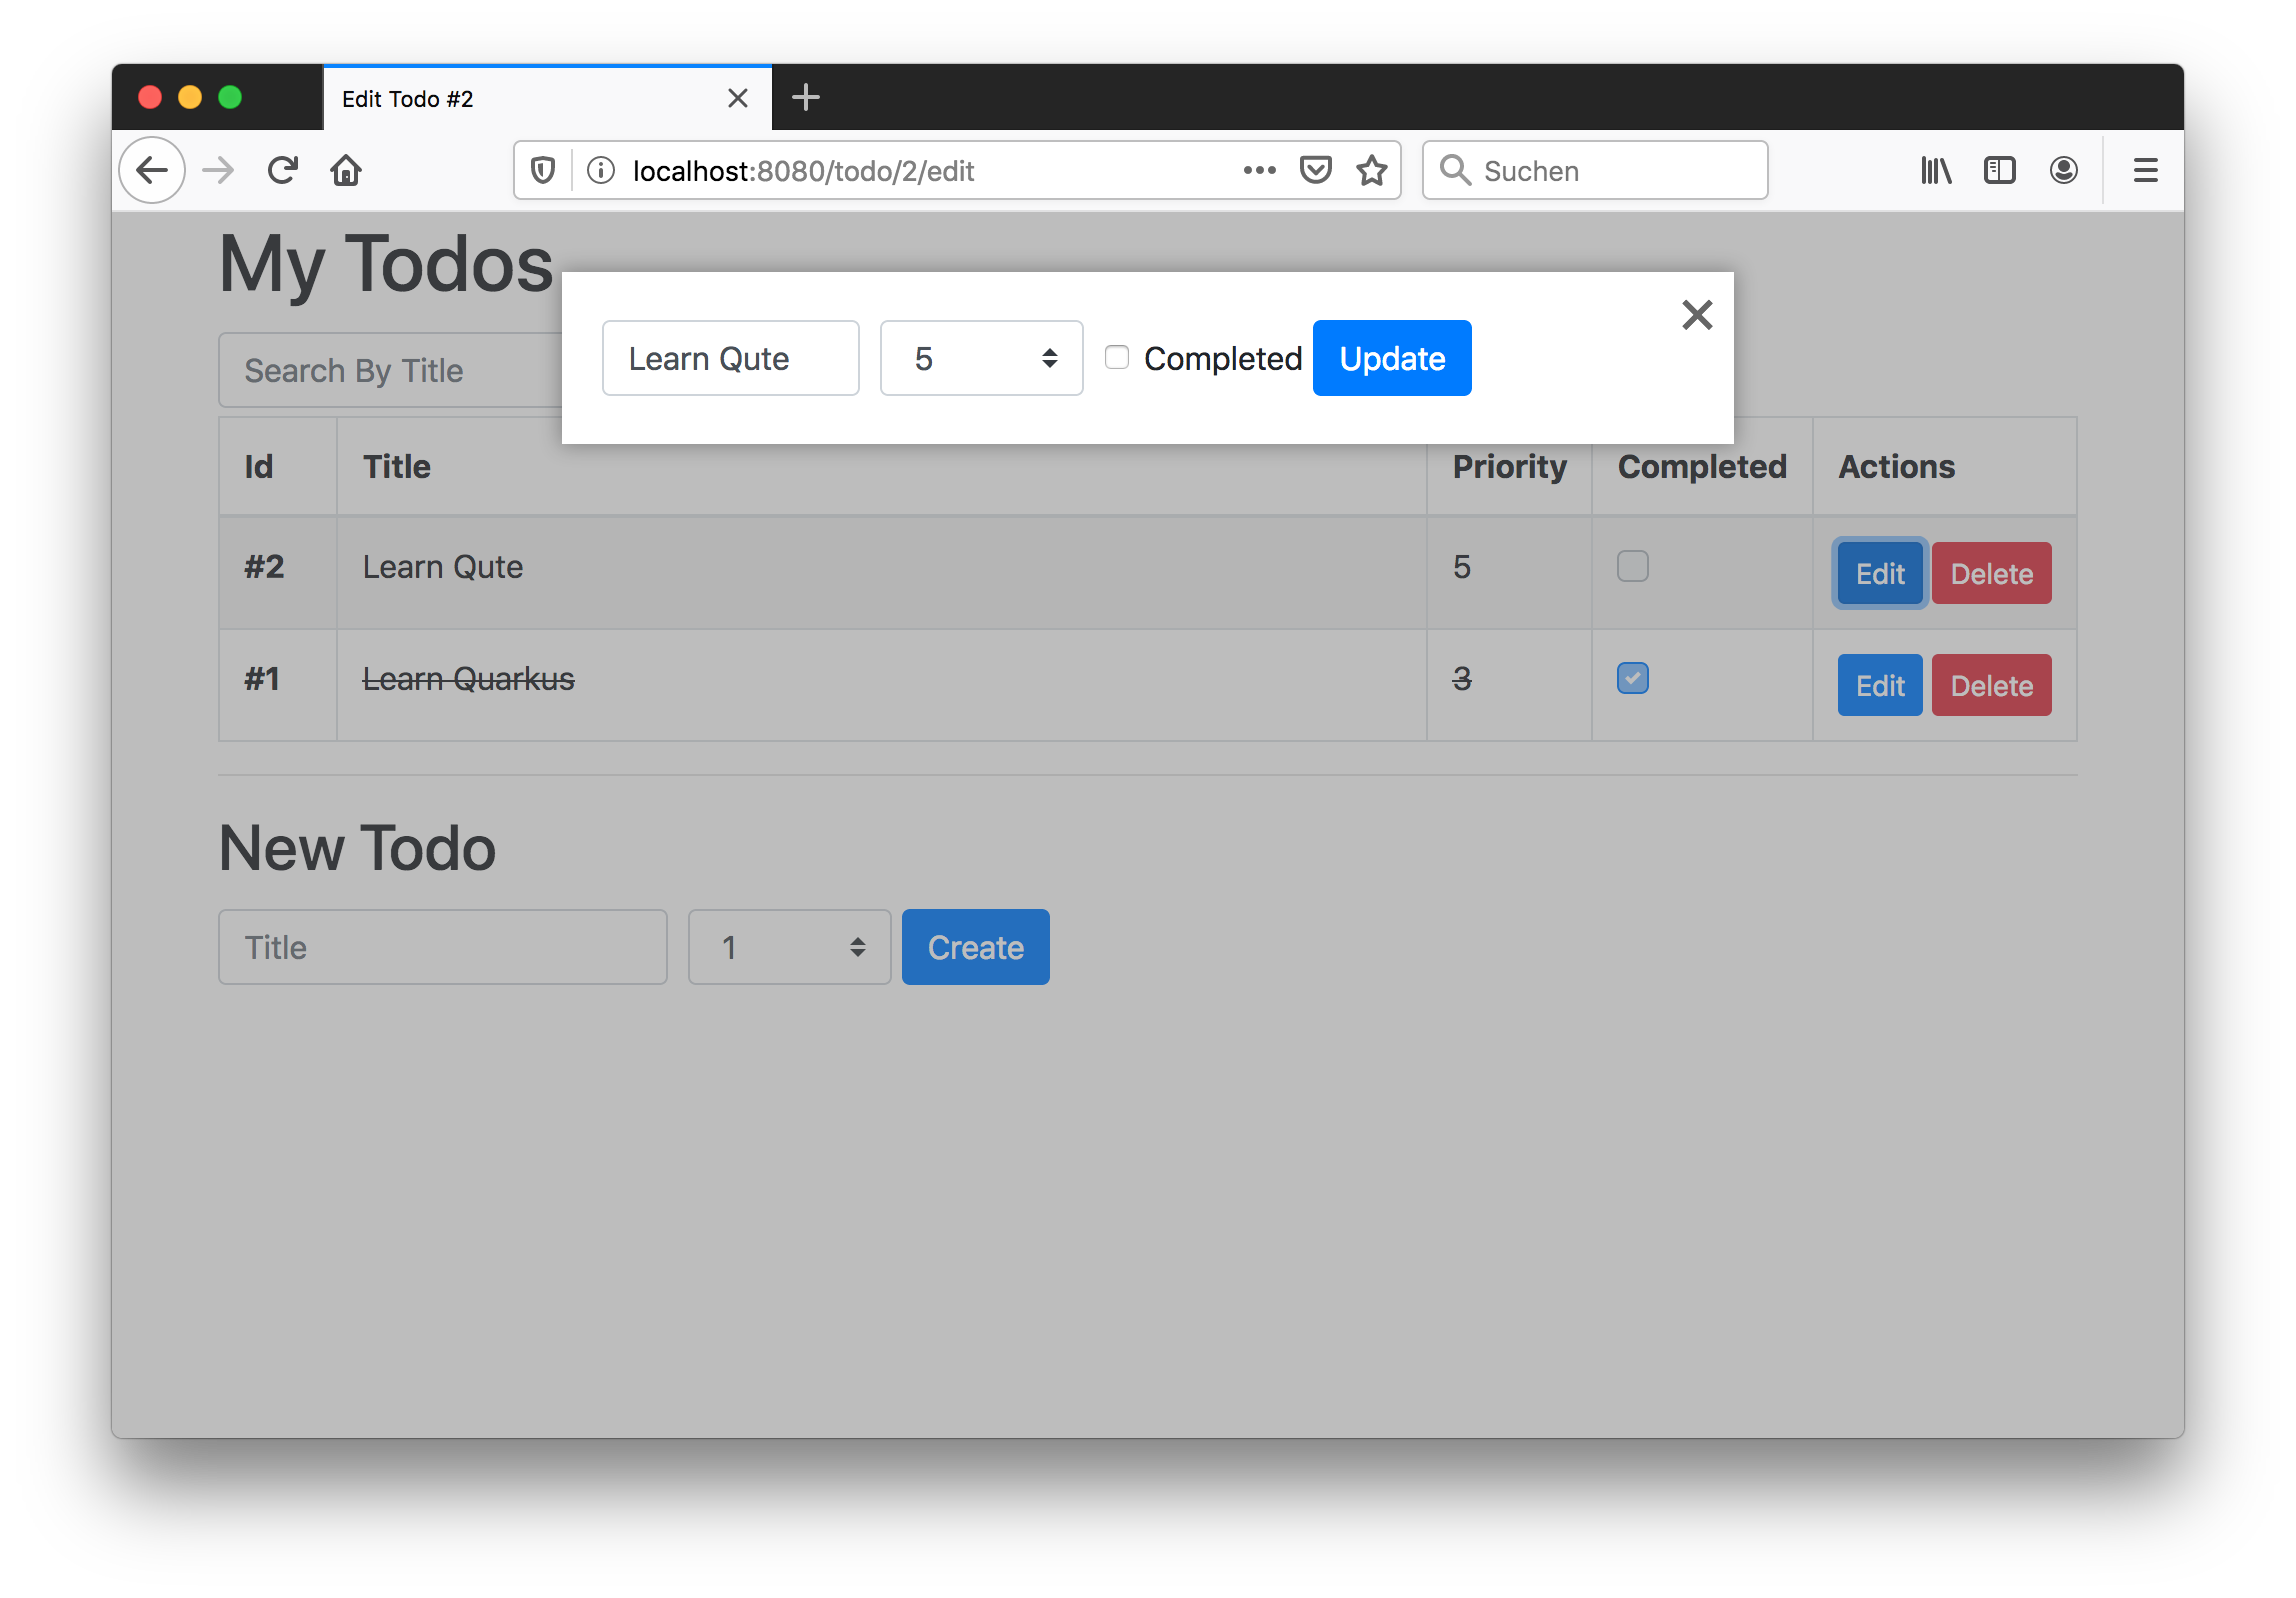 Edit Todo #2
localhost:8080/todo/2/edit
Suchen
My Todos
Learn Qute 5 Completed Update
Search By Title
Id Title Priority Completed Actions
#2 Learn Qute 5 Edit Delete
#1 Learn Quarkus 3 Edit Delete
New Todo
Title 1 Create